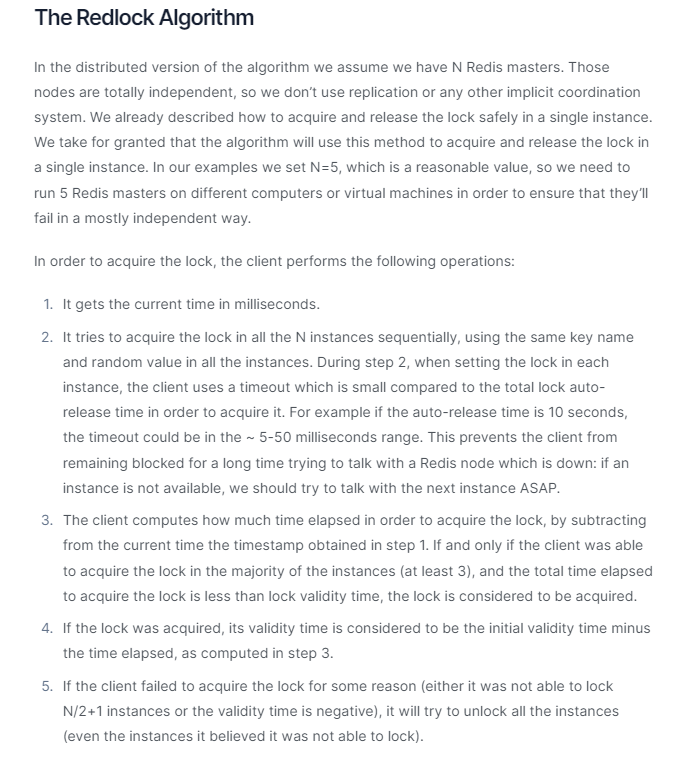 The Redlock Algorithm
In the distributed version of the algorithm we assume we have N Redis masters. Those
nodes are totally independent, so we don’t use replication or any other implicit coordination
system. We already described how to acquire and release the lock safely in a single instance.
We take for granted that the algorithm will use this method to acquire and release the lock in
a single instance. In our examples we set N=5, which is a reasonable value, so we need to
run 5 Redis masters on different computers or virtual machines in order to ensure that they’ll
fail in a mostly independent way.
In order to acquire the lock, the client performs the following operations:
1. It gets the current time in milliseconds.
2. It tries to acquire the lock in all the N instances sequentially, using the same key name
and random value in all the instances. During step 2, when setting the lock in each
instance, the client uses a timeout which is small compared to the total lock auto-
release time in order to acquire it. For example if the auto-release time is 10 seconds,
the timeout could be in the ~ 5-50 milliseconds range. This prevents the client from
remaining blocked for a long time trying to talk with a Redis node which is down: if an
instance is not available, we should try to talk with the next instance ASAP.
3. The client computes how much time elapsed in order to acquire the lock, by subtracting
from the current time the timestamp obtained in step 1. If and only if the client was able
to acquire the lock in the majority of the instances (at least 3), and the total time elapsed
to acquire the lock is less than lock validity time, the lock is considered to be acquired.
4. If the lock was acquired, its validity time is considered to be the initial validity time minus
the time elapsed, as computed in step 3.
5. If the client failed to acquire the lock for some reason (either it was not able to lock
N/2+1 instances or the validity time is negative), it will try to unlock all the instances
(even the instances it believed it was not able to lock).